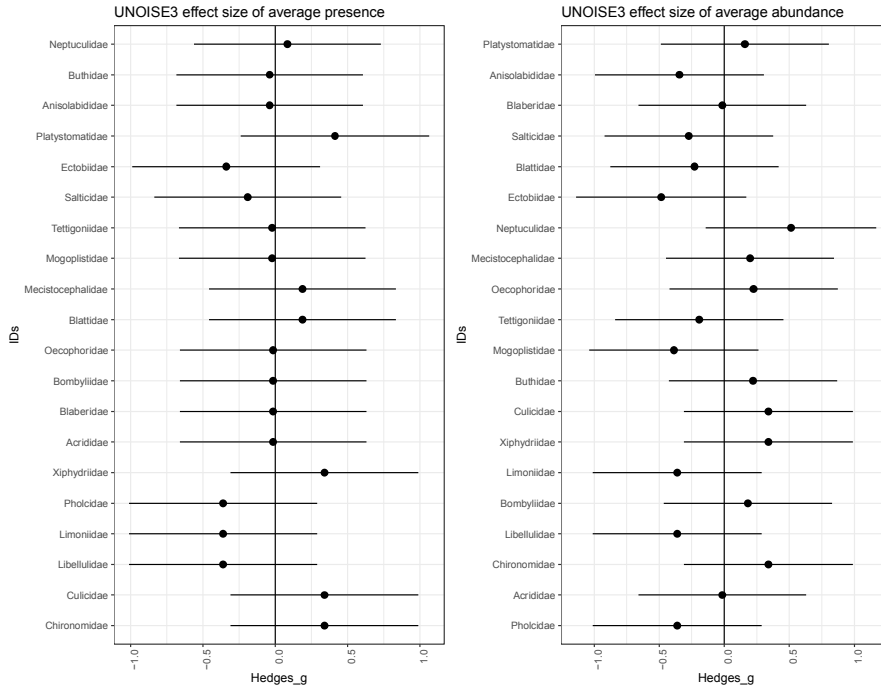 UNOISE3 effect size of average presence
Neptuculidae
Buthidae
Anisolabididae
Platystomatidae
Ectobiidae
Salticidae
Tettigoniidae
Mogoplistidae
Mecistocephalidae
Blattidae
Oecophoridae
Bombyliidae
Blaberidae
Acrididae
Xiphydriidae
Pholcidae
Limoniidae
Libellulidae
Culicidae
Chironomidae
IDs
−1.0
−0.5
0.0
0.5
1.0
Hedges_g
UNOISE3 effect size of average abundance
Platystomatidae
Anisolabididae
Blaberidae
Salticidae
Blattidae
Ectobiidae
Neptuculidae
Mecistocephalidae
Oecophoridae
Tettigoniidae
Mogoplistidae
Buthidae
Culicidae
Xiphydriidae
Limoniidae
Bombyliidae
Libellulidae
Chironomidae
Acrididae
Pholcidae
IDs
−1.0
−0.5
0.0
0.5
1.0
Hedges_g